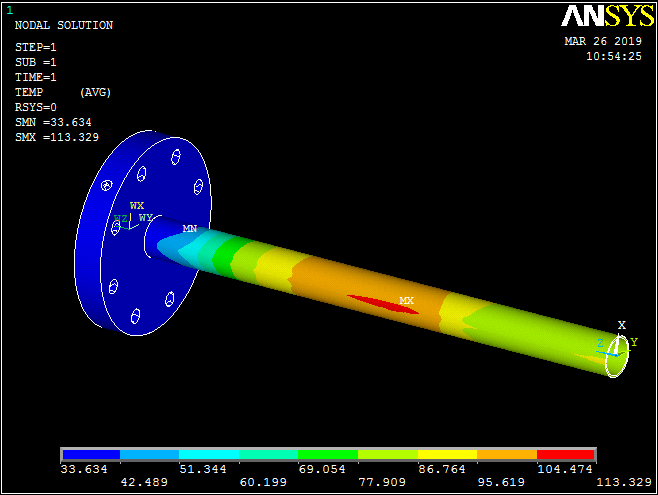 1
ANSYS
NODAL SOLUTION
MAR 26 2019
10:54:25
STEP=1
SUB =1
TIME=1
TEMP (AVG)
RSYS=0
SMN =33.634
SMX =113.329
WX
WZ WY
MN
MX
X
Z Y
33.634 51.344 69.054 86.764 104.474
42.489 60.199 77.909 95.619 113.329